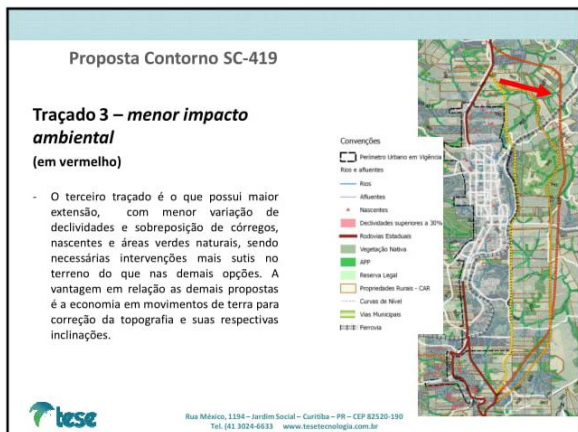 Proposta Contorno SC-419
Traçado 3 – menor impacto
ambiental
(em vermelho)
- O terceiro traçado é o que possui maior
extensão, com menor variação de
declividades e sobreposição de córregos,
nascentes e áreas verdes naturais, sendo
necessárias intervenções mais sutis no
terreno do que nas demais opções. A
vantagem em relação as demais propostas
é a economia em movimentos de terra para
correção da topografia e suas respectivas
inclinações.
Convenções
Perímetro Urbano em Vigência
Rios e afluentes
Rios
Afluentes
Nascentes
Declividades superiores a 30%
Rodovias Estaduais
Vegetação Nativa
APP
Reserva Legal
Propriedades Rurais - CAR
Curvas de Nível
Vias Municipais
Ferrovia
tese
Rua México, 1194 – Jardim Social – Curitiba – PR – CEP 82520-190
Tel. (41 3024-6633 www.tesetecnologia.com.br